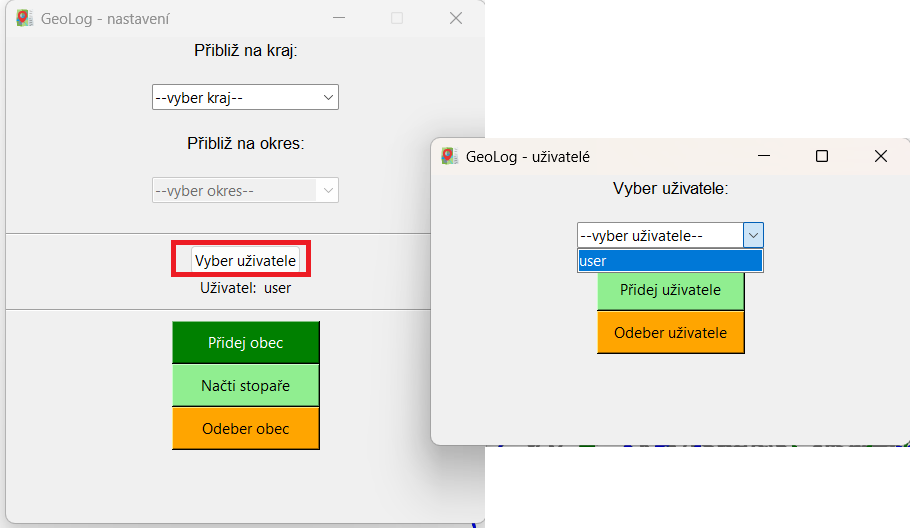 GeoLog - nastavení
Přibliž na kraj:
--vyber kraj--
Přibliž na okres:
--vyber okres--
Vyber uživatele
Uživatel: user
Přidej obec
Načti stopaře
Odeber obec
GeoLog - uživatelé
Vyber uživatele:
--vyber uživatele--
user
Přidej uživatele
Odeber uživatele